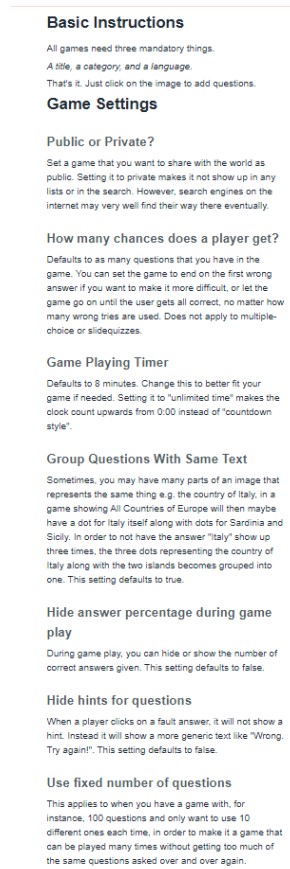 Basic Instructions
All games need three mandatory things.
A title, a category, and a language.
That's it. Just click on the image to add questions.
Game Settings
Public or Private?
Set a game that you want to share with the world as
public. Setting it to private makes it not show up in any
lists or in the search. However, search engines on the
internet may very well find their way there eventually.
How many chances does a player get?
Defaults to as many questions that you have in the
game. You can set the game to end on the first wrong
answer if you want to make it more difficult, or let the
game go on until the user gets all correct, no matter how
many wrong tries are used. Does not apply to multiple-
choice or slidequizzes.
Game Playing Timer
Defaults to 8 minutes. Change this to better fit your
game if needed. Setting it to "unlimited time" makes the
clock count upwards from 0:00 instead of "countdown
style".
Group Questions With Same Text
Sometimes, you may have many parts of an image that
represents the same thing e.g. the country of Italy, in a
game showing All Countries of Europe will then maybe
have a dot for Italy itself along with dots for Sardinia and
Sicily. In order to not have the answer "Italy" show up
three times, the three dots representing the country of
Italy along with the two islands becomes grouped into
one. This setting defaults to true.
Hide answer percentage during game
play
During game play, you can hide or show the number of
correct answers given. This setting defaults to false.
Hide hints for questions
When a player clicks on a fault answer, it will not show a
hint. Instead it will show a more generic text like "Wrong.
Try again!". This setting defaults to false.
Use fixed number of questions
This applies to when you have a game with, for
instance, 100 questions and only want to use 10
different ones each time, in order to make it a game that
can be played many times without getting too much of
the same questions asked over and over again.